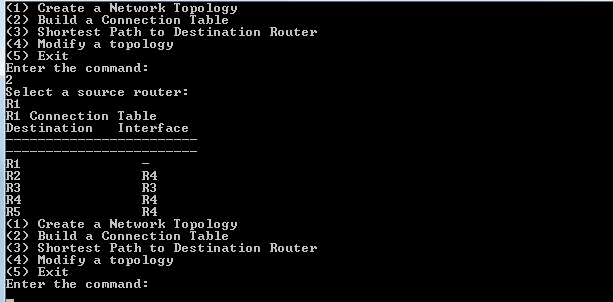 (1) Create a Network Topology
(2) Build a Connection Table
(3) Shortest Path to Destination Router
(4) Modify a topology
(5) Exit
Enter the command:
2
Select a source router:
R1
R1 Connection Table
Destination   Interface
------------------------
------------------------
R1               -
R2               R4
R3               R3
R4               R4
R5               R4
(1) Create a Network Topology
(2) Build a Connection Table
(3) Shortest Path to Destination Router
(4) Modify a topology
(5) Exit
Enter the command: